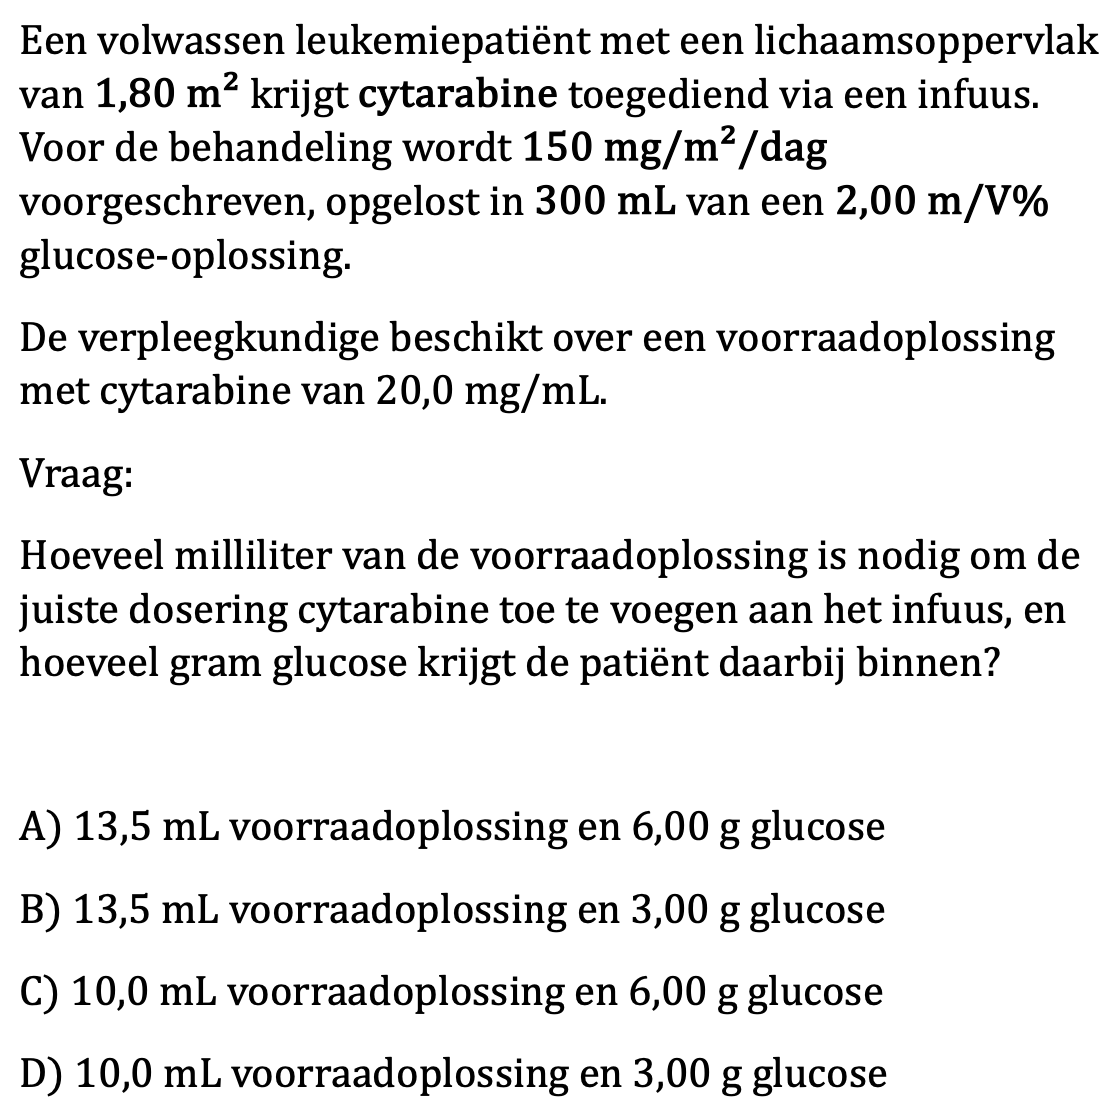 Een volwassen leukemiepatiënt met een lichaamsoppervlak
van 1,80 m² krijgt cytarabine toegediend via een infuus.
Voor de behandeling wordt 150 mg/m²/dag
voorgeschreven, opgelost in 300 mL van een 2,00 m/V%
glucose-oplossing.
De verpleegkundige beschikt over een voorraadoplossing
met cytarabine van 20,0 mg/mL.
Vraag:
Hoeveel milliliter van de voorraadoplossing is nodig om de
juiste dosering cytarabine toe te voegen aan het infuus, en
hoeveel gram glucose krijgt de patiënt daarbij binnen?
A) 13,5 mL voorraadoplossing en 6,00 g glucose
B) 13,5 mL voorraadoplossing en 3,00 g glucose
C) 10,0 mL voorraadoplossing en 6,00 g glucose
D) 10,0 mL voorraadoplossing en 3,00 g glucose